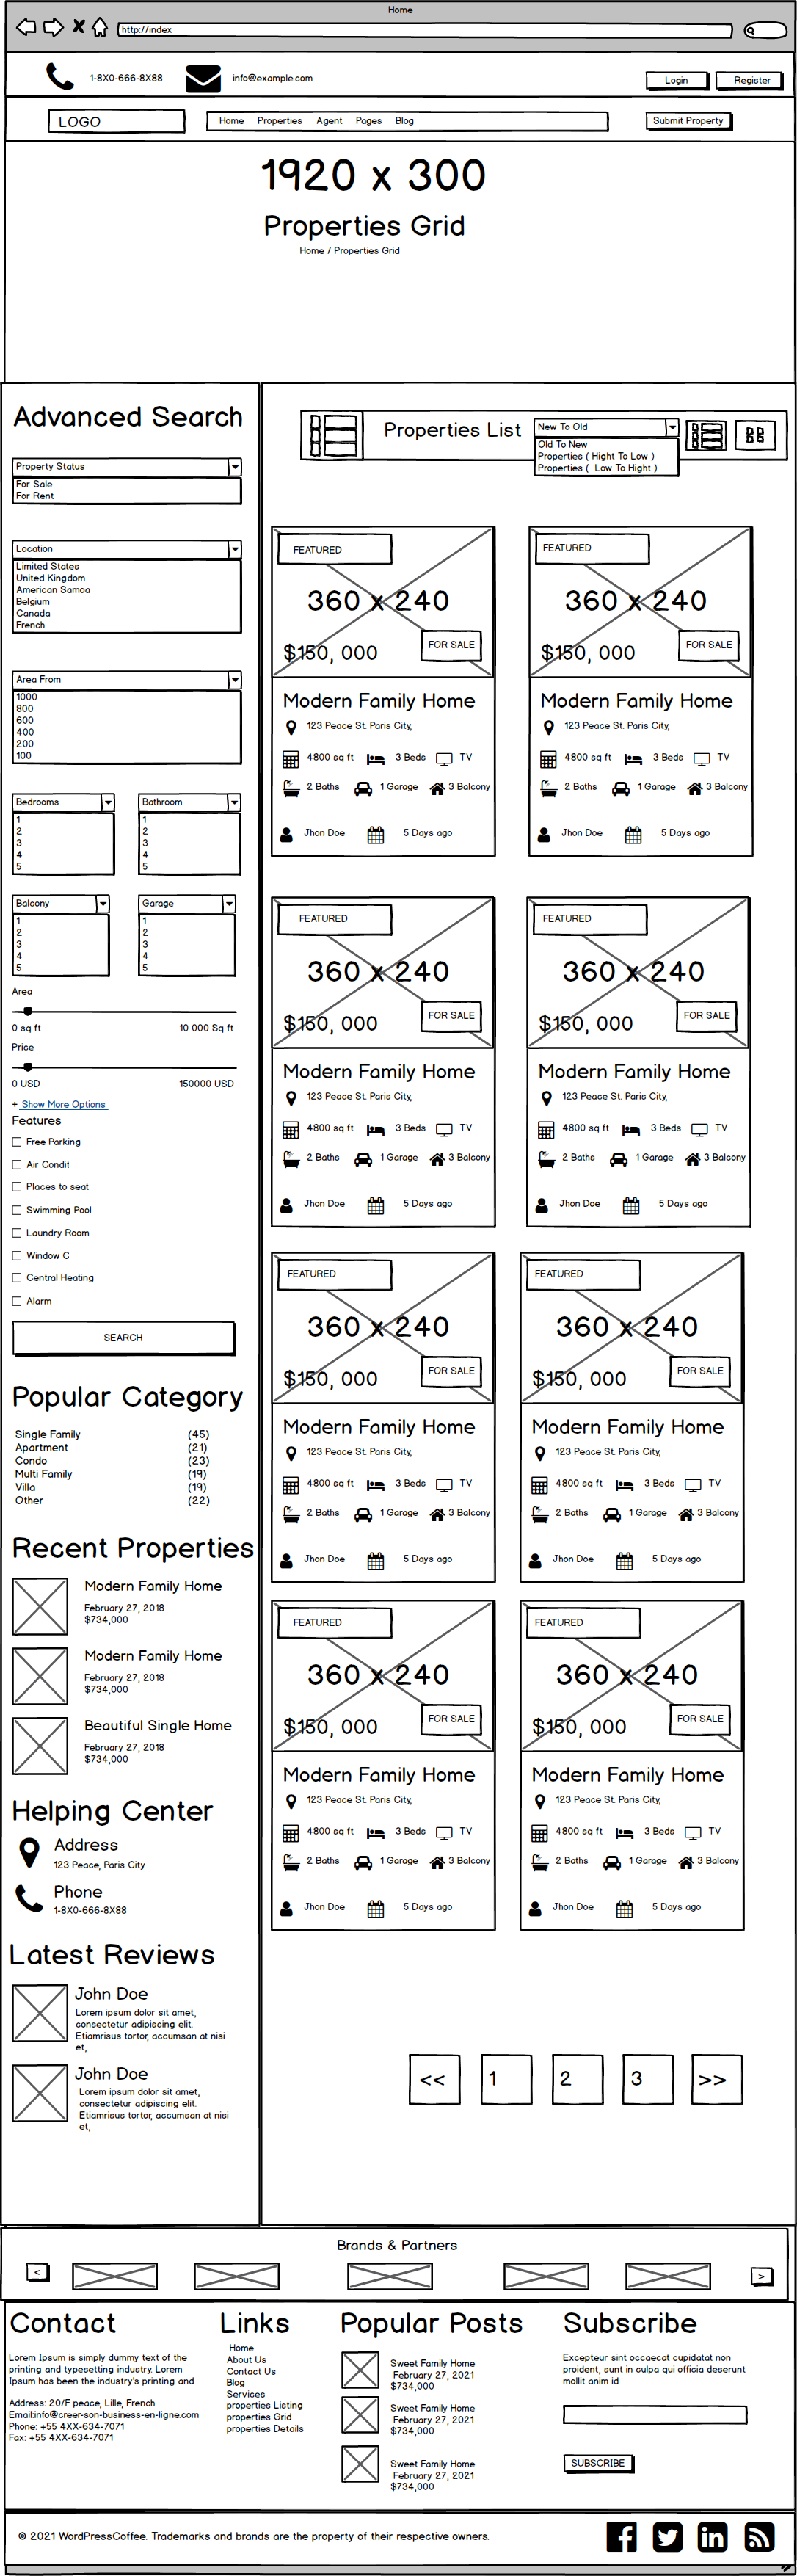 Home
http://index
1-8X0-666-8X88
info@example.com
Login
Register
LOGO
Home Properties Agent Pages Blog
Submit Property
1920 x 300
Properties Grid
Home / Properties Grid
Advanced Search
Property Status
For Sale
For Rent
Location
Limited States
United Kingdom
American Samoa
Belgium
Canada
French
Area From
1000
800
600
400
200
100
Bedrooms
1
2
3
4
5
Bathroom
1
2
3
4
5
Balcony
1
2
3
4
5
Garage
1
2
3
4
5
Area
0 sq ft 10 000 Sq ft
Price
0 USD 150000 USD
+ Show More Options
Features
Free Parking
Air Condit
Places to seat
Swimming Pool
Laundry Room
Window C
Central Heating
Alarm
SEARCH
Popular Category
Single Family (45)
Apartment (21)
Condo (23)
Multi Family (19)
Villa (19)
Other (22)
Recent Properties
Modern Family Home
February 27, 2018
$734,000
Modern Family Home
February 27, 2018
$734,000
Beautiful Single Home
February 27, 2018
$734,000
Helping Center
Address
123 Peace, Paris City
Phone
1-8X0-666-8X88
Latest Reviews
John Doe
Lorem ipsum dolor sit amet,
consectetur adipiscing elit.
Etiamrisus tortor, accumsan at nisi
et,
John Doe
Lorem ipsum dolor sit amet,
consectetur adipiscing elit.
Etiamrisus tortor, accumsan at nisi
et,
Properties List
New To Old
Old To New
Properties ( Hight To Low )
Properties ( Low To Hight )
FEATURED
360 x 240
FOR SALE
$150, 000
Modern Family Home
123 Peace St. Paris City,
4800 sq ft 3 Beds TV
2 Baths 1 Garage 3 Balcony
Jhon Doe 5 Days ago
FEATURED
360 x 240
FOR SALE
$150, 000
Modern Family Home
123 Peace St. Paris City,
4800 sq ft 3 Beds TV
2 Baths 1 Garage 3 Balcony
Jhon Doe 5 Days ago
FEATURED
360 x 240
FOR SALE
$150, 000
Modern Family Home
123 Peace St. Paris City,
4800 sq ft 3 Beds TV
2 Baths 1 Garage 3 Balcony
Jhon Doe 5 Days ago
FEATURED
360 x 240
FOR SALE
$150, 000
Modern Family Home
123 Peace St. Paris City,
4800 sq ft 3 Beds TV
2 Baths 1 Garage 3 Balcony
Jhon Doe 5 Days ago
FEATURED
360 x 240
FOR SALE
$150, 000
Modern Family Home
123 Peace St. Paris City,
4800 sq ft 3 Beds TV
2 Baths 1 Garage 3 Balcony
Jhon Doe 5 Days ago
FEATURED
360 x 240
FOR SALE
$150, 000
Modern Family Home
123 Peace St. Paris City,
4800 sq ft 3 Beds TV
2 Baths 1 Garage 3 Balcony
Jhon Doe 5 Days ago
FEATURED
360 x 240
FOR SALE
$150, 000
Modern Family Home
123 Peace St. Paris City,
4800 sq ft 3 Beds TV
2 Baths 1 Garage 3 Balcony
Jhon Doe 5 Days ago
FEATURED
360 x 240
FOR SALE
$150, 000
Modern Family Home
123 Peace St. Paris City,
4800 sq ft 3 Beds TV
2 Baths 1 Garage 3 Balcony
Jhon Doe 5 Days ago
<< 1 2 3 >>
Brands & Partners
< >
Contact
Lorem Ipsum is simply dummy text of the
printing and typesetting industry. Lorem
Ipsum has been the industry's printing and
Address: 20/F peace, Lille, French
Email:info@creer-son-business-en-ligne.com
Phone: +55 4XX-634-7071
Fax: +55 4XX-634-7071
Links
Home
About Us
Contact Us
Blog
Services
properties Listing
properties Grid
properties Details
Popular Posts
Sweet Family Home
February 27, 2021
$734,000
Sweet Family Home
February 27, 2021
$734,000
Sweet Family Home
February 27, 2021
$734,000
Subscribe
Excepteur sint occaecat cupidatat non
proident, sunt in culpa qui officia deserunt
mollit anim id
SUBSCRIBE
© 2021 WordPressCoffee. Trademarks and brands are the property of their respective owners.